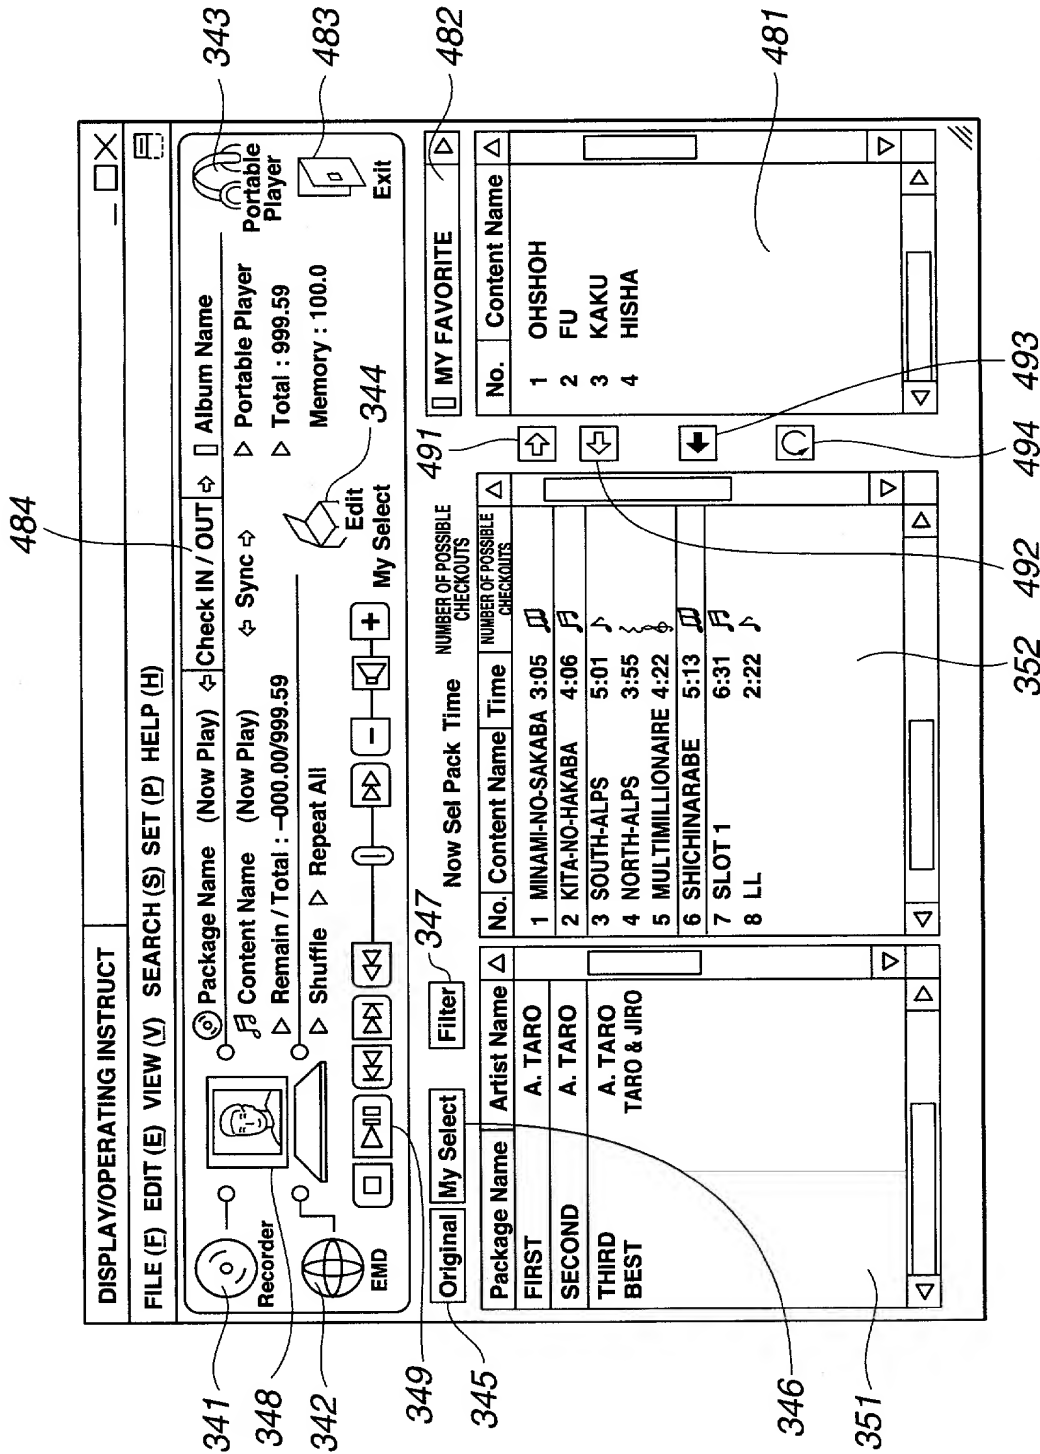 DISPLAY/OPERATING INSTRUCT
FILE (F) EDIT (E) VIEW (V) SEARCH (S) SET (P) HELP (H)
Recorder
EMD
Package Name (Now Play)
Content Name (Now Play)
Remain / Total : –000.00/999.59
Shuffle Repeat All
Check IN / OUT
Sync
Album Name
Portable Player
Total : 999.59
Memory : 100.0
Portable
Player
Exit
Edit
My Select
Original My Select Filter
Now Sel Pack Time NUMBER OF POSSIBLE
CHECKOUTS
MY FAVORITE
Package Name Artist Name
FIRST A. TARO
SECOND A. TARO
THIRD A. TARO
BEST TARO & JIRO
No. Content Name Time NUMBER OF POSSIBLE
CHECKOUTS
1 MINAMI-NO-SAKABA 3:05
2 KITA-NO-HAKABA 4:06
3 SOUTH-ALPS 5:01
4 NORTH-ALPS 3:55
5 MULTIMILLIONAIRE 4:22
6 SHICHINARABE 5:13
7 SLOT1 6:31
8 LL 2:22
No. Content Name
1 OHSHOH
2 FU
3 KAKU
4 HISHA
341
348
342
349
345
346
351
347
484
344
491
352
492
494
493
343
483
482
481